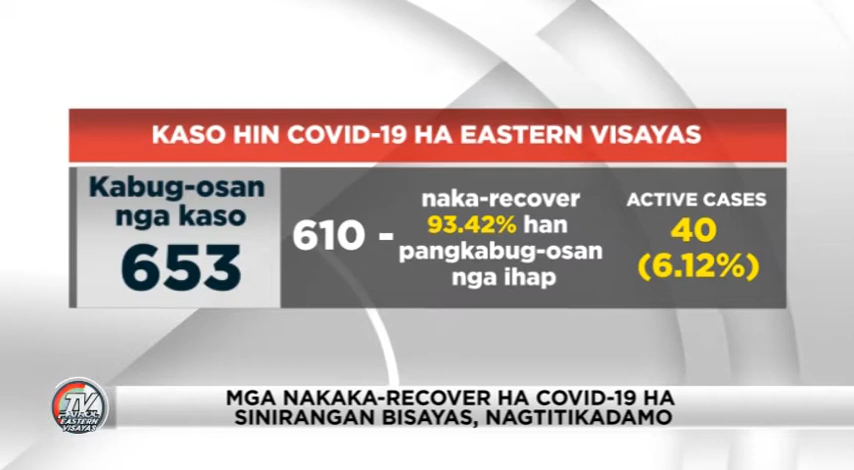 KASO HIN COVID-19 HA EASTERN VISAYAS
Kabug-osan
nga kaso
653
610 -
naka-recover
93.42% han
pangkabug-osan
nga ihap
ACTIVE CASES
40
(6.12%)
MGA NAKAKA-RECOVER HA COVID-19 HA
SINIRANGAN BISAYAS, NAGTITIKADAMO
TV
PATROL
EASTERN
VISAYAS